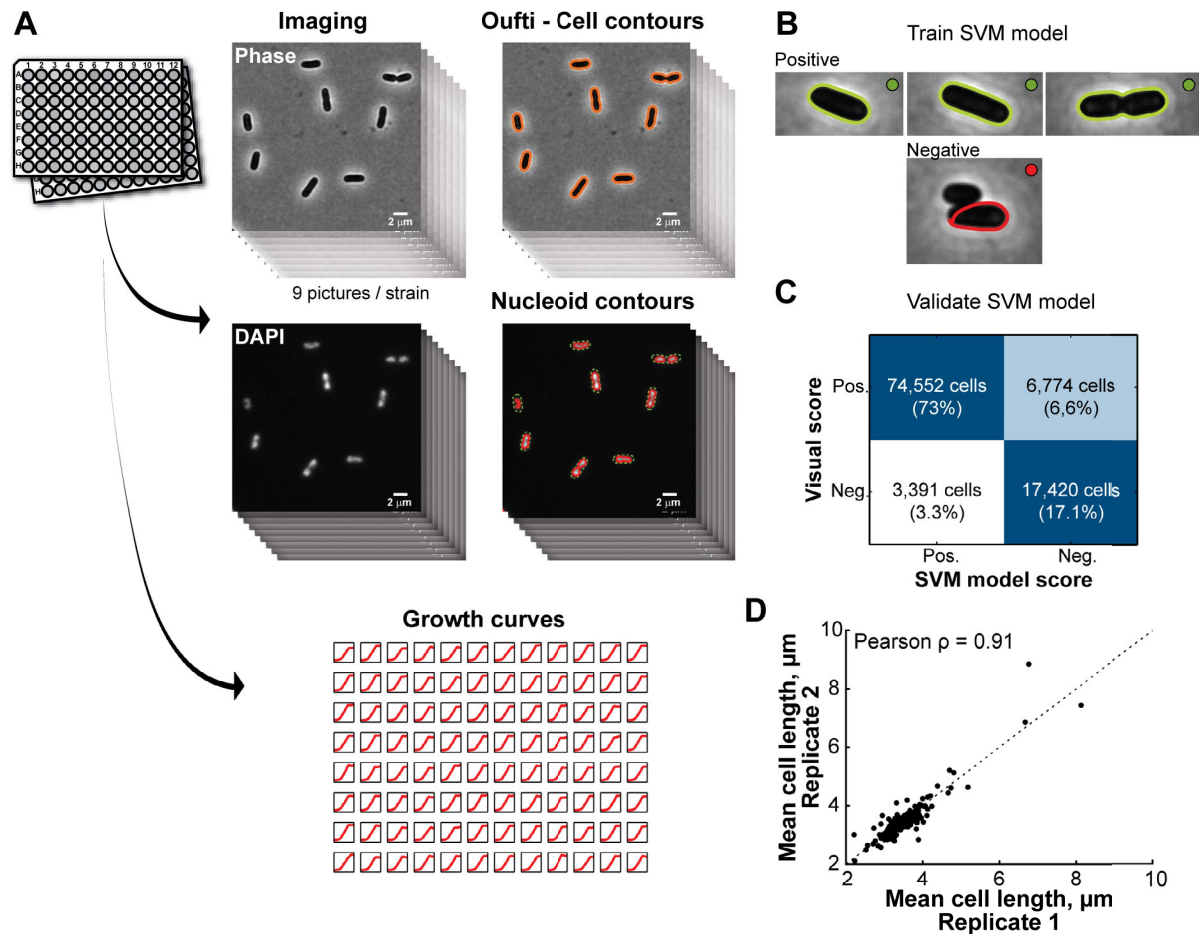 A
Imaging
Oufti - Cell contours
1 2 3 4 5 6 7 8 9 10 11 12
A
B
C
D
E
F
G
H
H
Phase
2 µm
2 µm
9 pictures / strain
Nucleoid contours
DAPI
2 µm
2 µm
Growth curves
B
Train SVM model
Positive
Negative
C
Validate SVM model
Visual score
Pos.
74,552 cells
(73%)
6,774 cells
(6,6%)
Neg.
3,391 cells
(3.3%)
17,420 cells
(17.1%)
Pos.
Neg.
SVM model score
D
Pearson ρ = 0.91
Mean cell length, µm
Replicate 2
10
8
6
4
2
2 4 6 8 10
Mean cell length, µm
Replicate 1